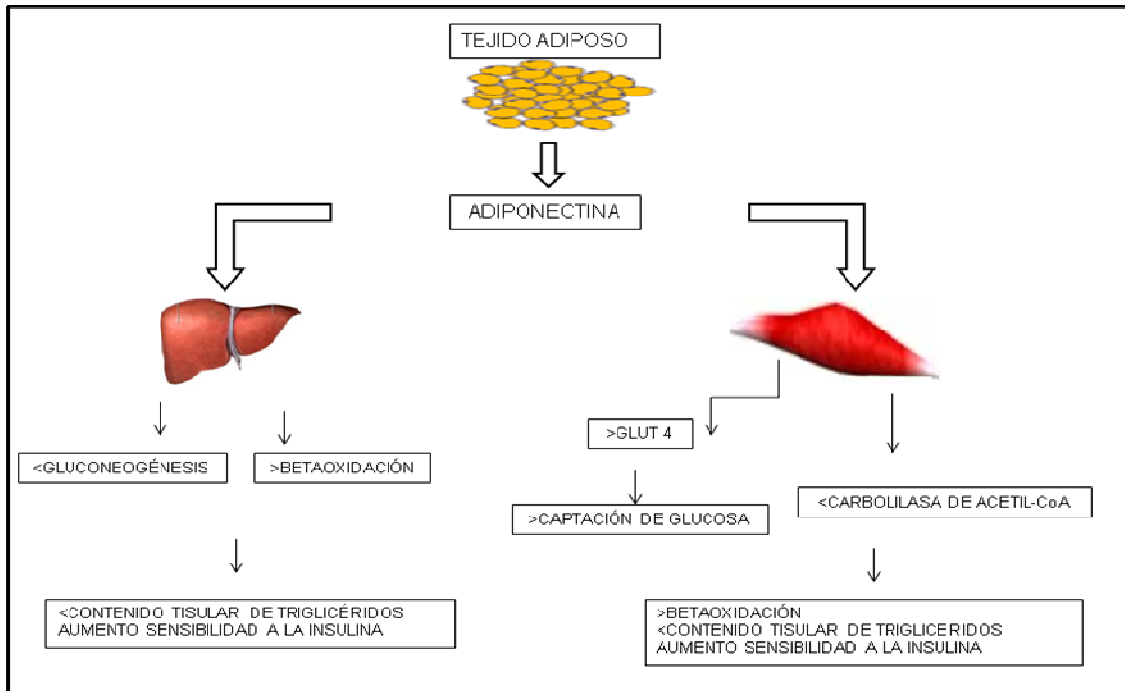 TEJIDO ADIPOSO
ADIPONECTINA
<GLUCONEOGÉNESIS
>BETAOXIDACIÓN
<CONTENIDO TISULAR DE TRIGLICÉRIDOS
AUMENTO SENSIBILIDAD A LA INSULINA
>GLUT 4
>CAPTACIÓN DE GLUCOSA
<CARBOLILASA DE ACETIL-CoA
>BETAOXIDACIÓN
<CONTENIDO TISULAR DE TRIGLICERIDOS
AUMENTO SENSIBILIDAD A LA INSULINA